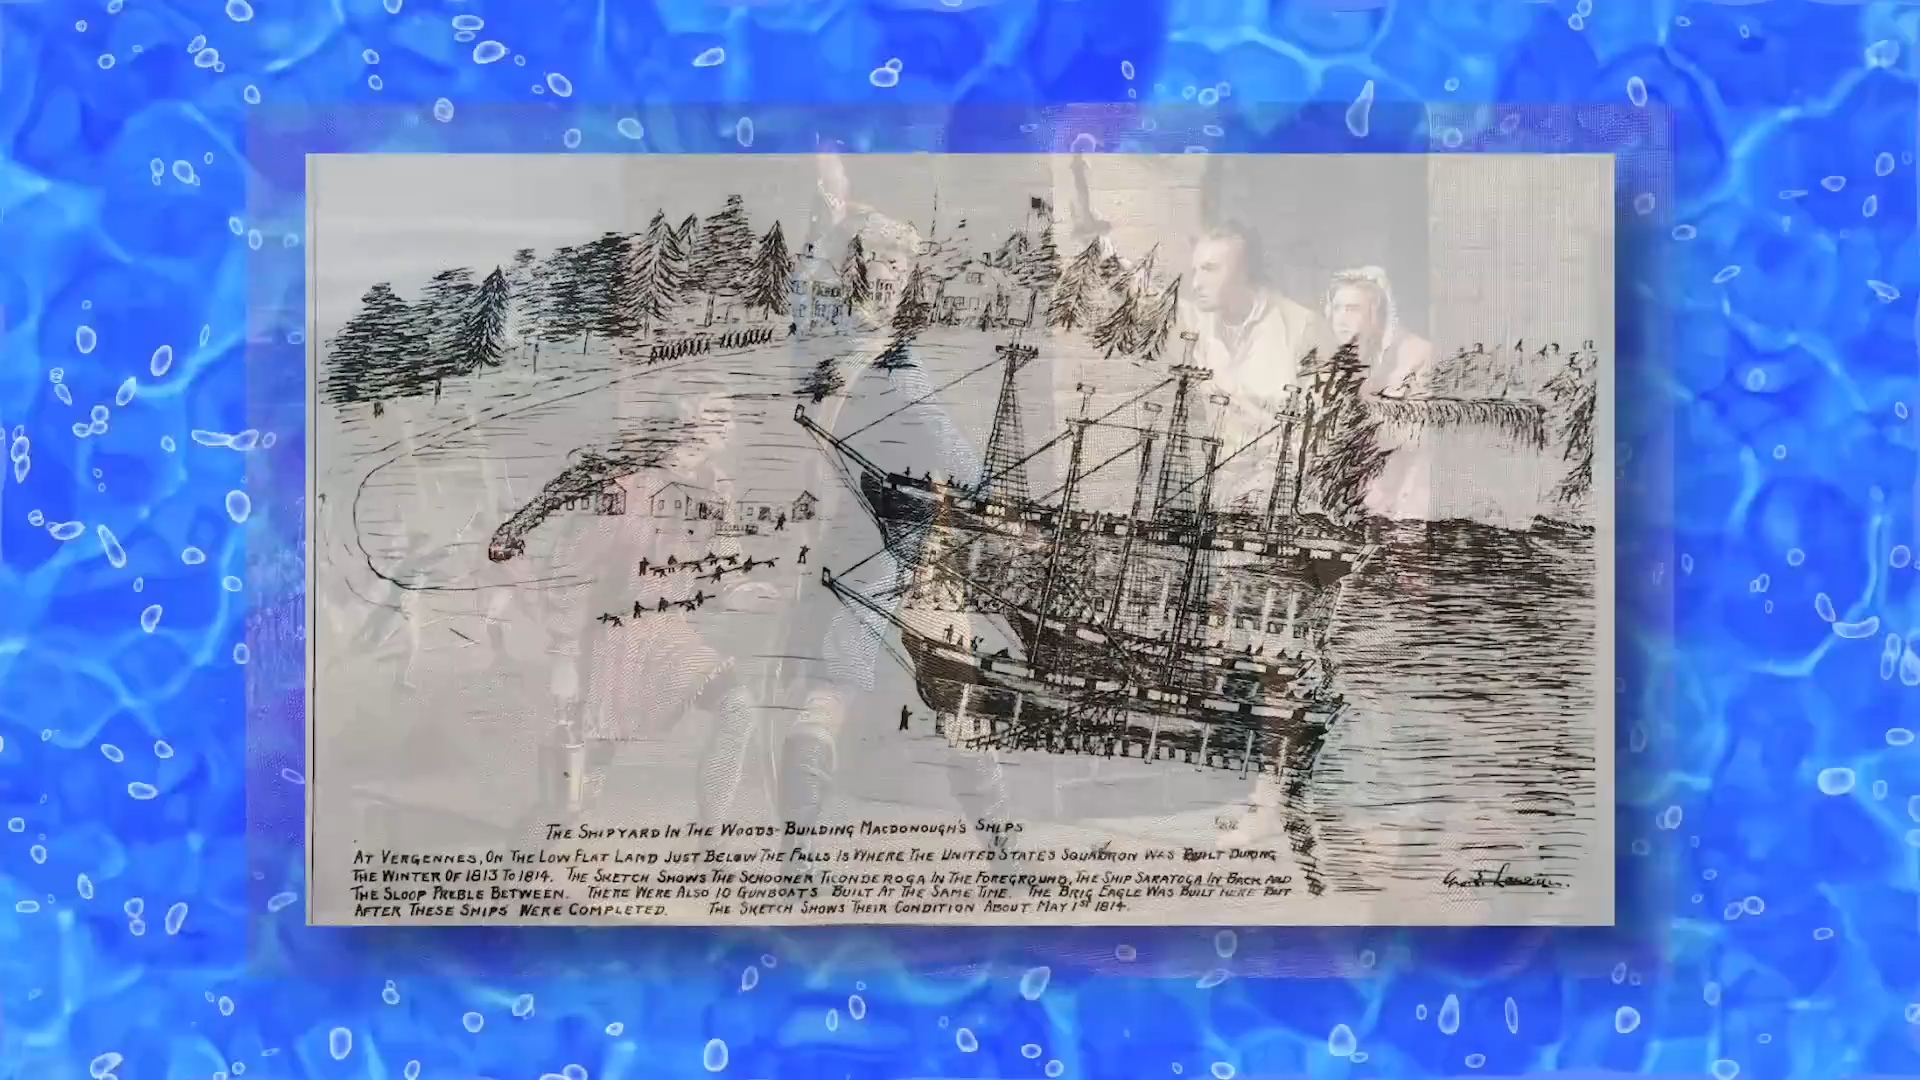 The Shipyard In The Woods - Building Macdonough's Ships
At Vergennes, On The Low Flat Land Just Below The Falls Is Where The United States Squadron Was Built During
The Winter Of 1813 To 1814. The Sketch Shows The Schooner Ticonderoga In The Foreground, The Ship Saratoga In Back And
The Sloop Preble Between. There Were Also 10 Gunboats Built At The Same Time. The Brig Eagle Was Built Here But
After These Ships Were Completed. The Sketch Shows Their Condition About May 1st 1814.